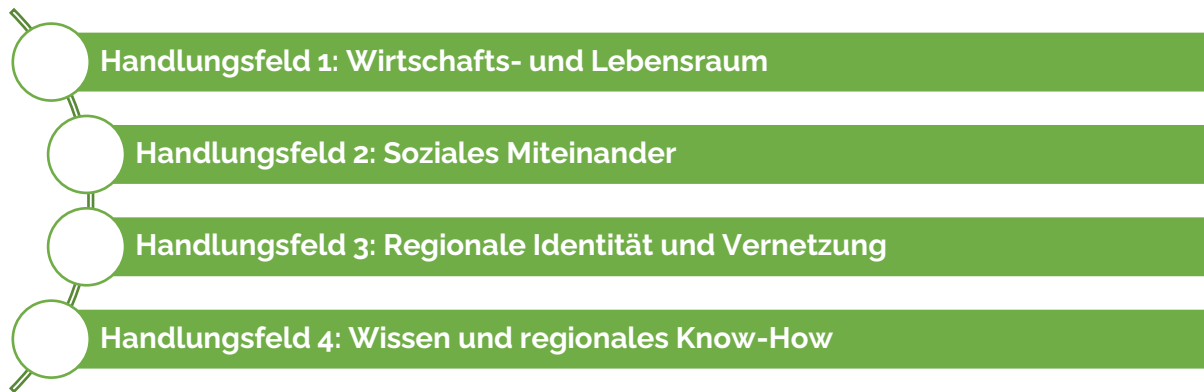 Handlungsfeld 1: Wirtschafts- und Lebensraum
Handlungsfeld 2: Soziales Miteinander
Handlungsfeld 3: Regionale Identität und Vernetzung
Handlungsfeld 4: Wissen und regionales Know-How